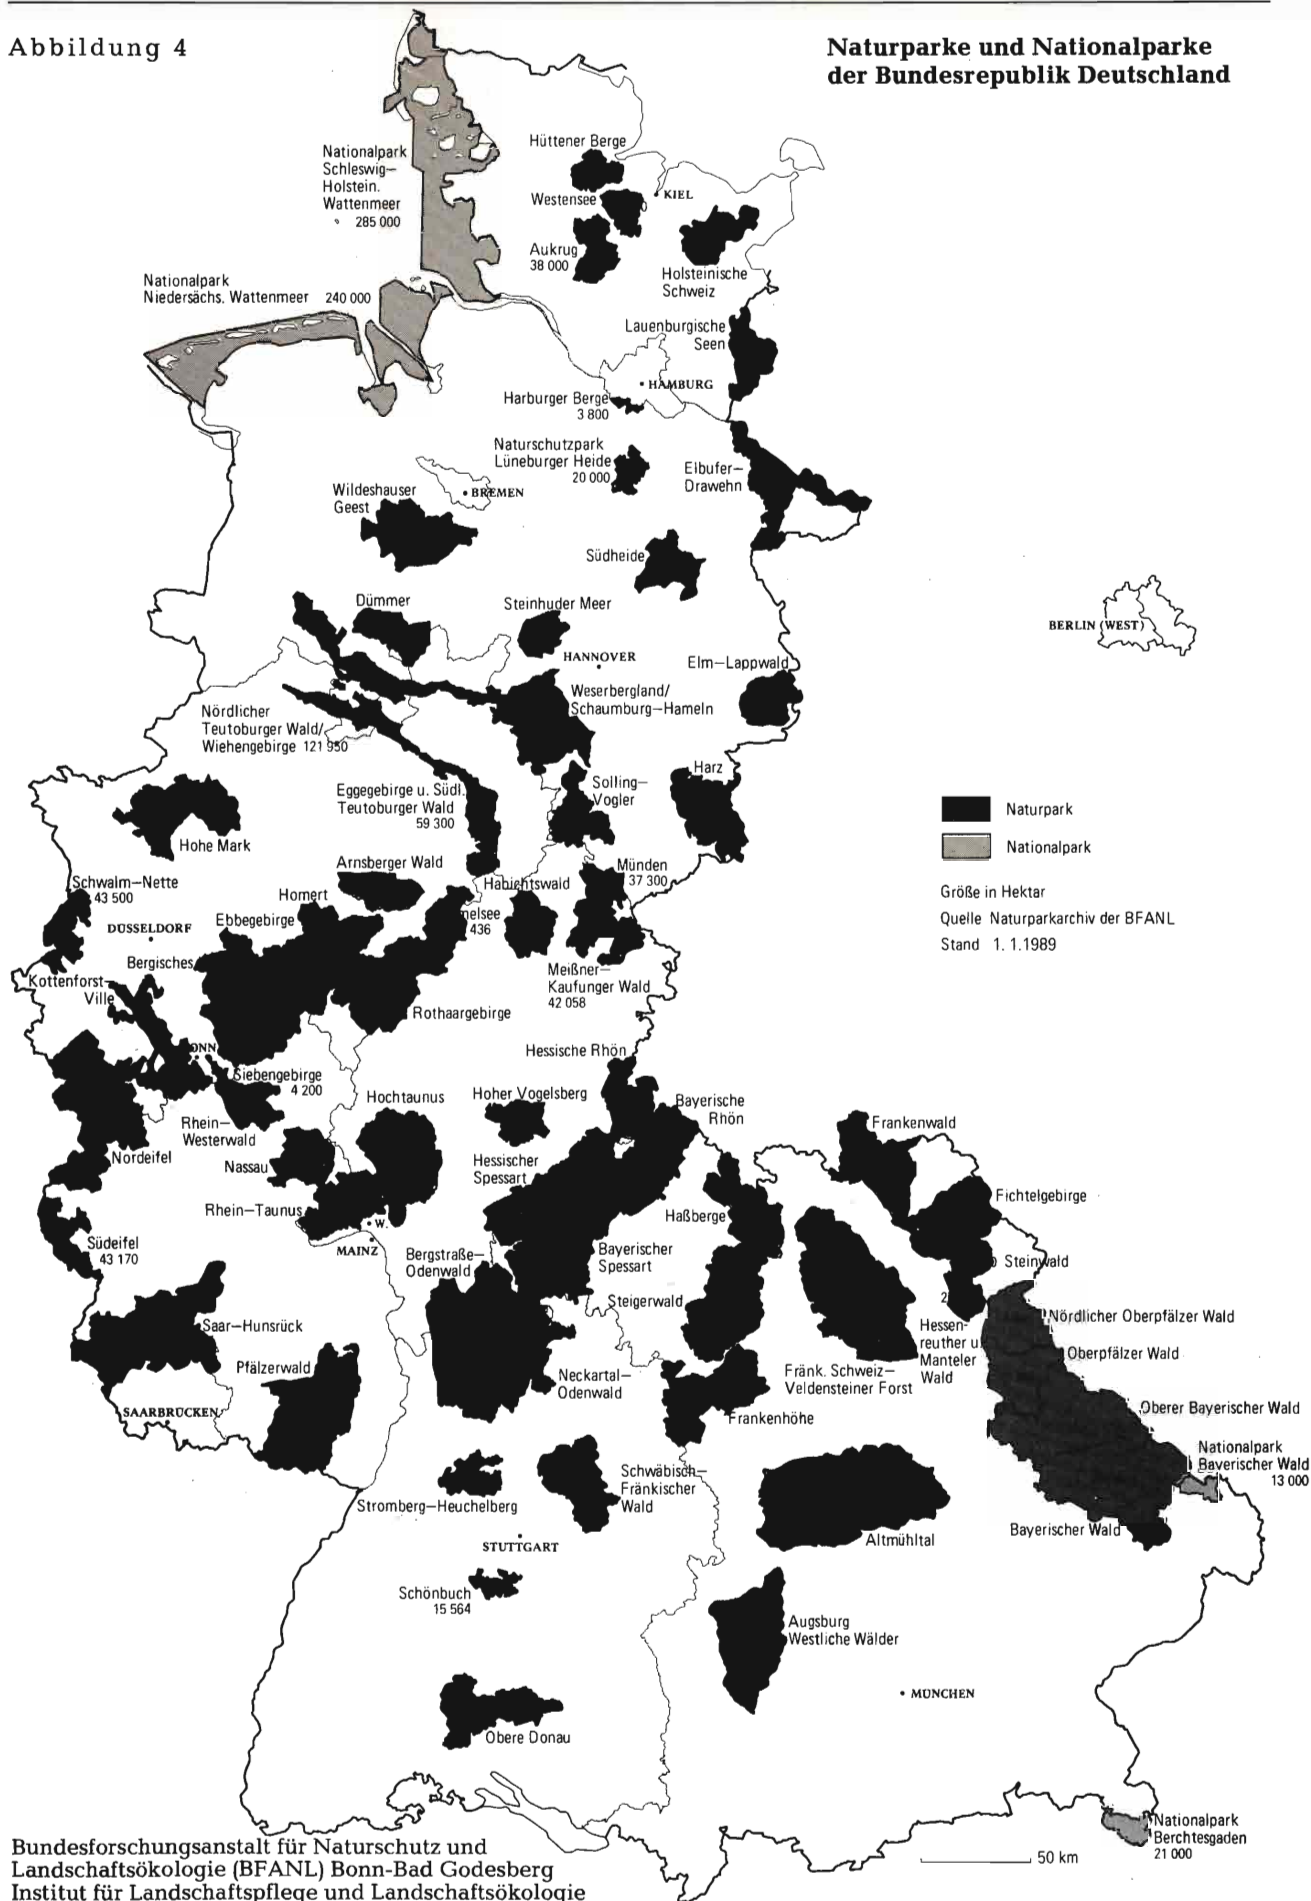 Abbildung 4
Naturparke und Nationalparke
der Bundesrepublik Deutschland
Nationalpark
Schleswig–
Holstein.
Wattenmeer
285 000
Hüttener Berge
Westensee
KIEL
Aukrug
38 000
Holsteinische
Schweiz
Nationalpark
Niedersächs. Wattenmeer 240 000
Lauenburgische
Seen
HAMBURG
Harburger Berge
3 800
Naturschutzpark
Lüneburger Heide
20 000
Elbufer–
Drawehn
Wildeshauser
Geest
BREMEN
Südheide
Dümmer
Steinhuder Meer
HANNOVER
BERLIN (WEST)
Elm–Lappwald
Weserbergland/
Schaumburg–Hameln
Nördlicher
Teutoburger Wald/
Wiehengebirge 121 950
Harz
Solling–
Vogler
Eggegebirge u. Südl.
Teutoburger Wald
59 300
Hohe Mark
Naturpark
Nationalpark
Größe in Hektar
Quelle Naturparkarchiv der BFANL
Stand 1. 1.1989
Arnsberger Wald
Münden
37 300
Schwalm–Nette
43 500
Homert
Habichtswald
Ebbegebirge
nelsee
436
DÜSSELDORF
Bergisches
Meißner–
Kaufunger Wald
42 058
Kottenforst–
Ville
Rothaargebirge
ONN
Siebengebirge
4 200
Hessische Rhön
Hochtaunus
Hoher Vogelsberg
Bayerische
Rhön
Rhein–
Westerwald
Frankenwald
Nordeifel
Nassau
Hessischer
Spessart
Fichtelgebirge
Rhein–Taunus
W.
Haßberge
MAINZ
Südeifel
43 170
Bergstraße–
Odenwald
Bayerischer
Spessart
Steinwald
Steigerwald
2
Nördlicher Oberpfälzer Wald
Saar–Hunsrück
Hessen-
reuther u.
Manteler
Wald
Oberpfälzer Wald
Pfälzerwald
Neckartal–
Odenwald
Fränk. Schweiz–
Veldensteiner Forst
SAARBRÜCKEN
Frankenhöhe
Oberer Bayerischer Wald
Nationalpark
Bayerischer Wald
13 000
Schwäbisch–
Fränkischer
Wald
Stromberg–Heuchelberg
Bayerischer Wald
Altmühltal
STUTTGART
Schönbuch
15 564
Augsburg
Westliche Wälder
MÜNCHEN
Obere Donau
Nationalpark
Berchtesgaden
21 000
50 km
Bundesforschungsanstalt für Naturschutz und
Landschaftsökologie (BFANL) Bonn-Bad Godesberg
Institut für Landschaftspflege und Landschaftsökologie